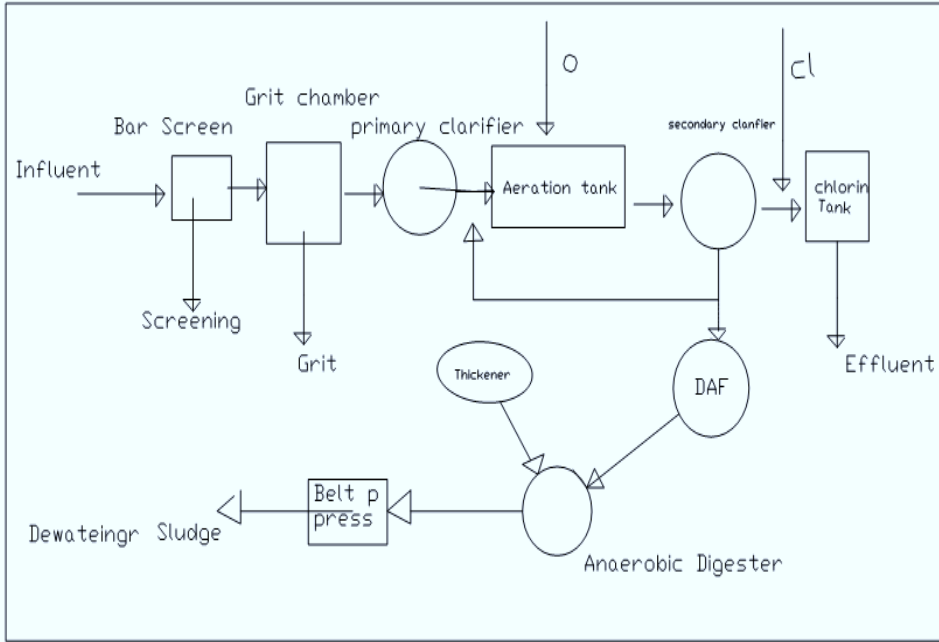 O
Cl
Grit chamber
Bar Screen
primary clarifier
secondary clanfier
Influent
Aeration tank
chlorin
Tank
Screening
Grit
Effluent
Thickener
DAF
Belt p
press
Dewateingr Sludge
Anaerobic Digester